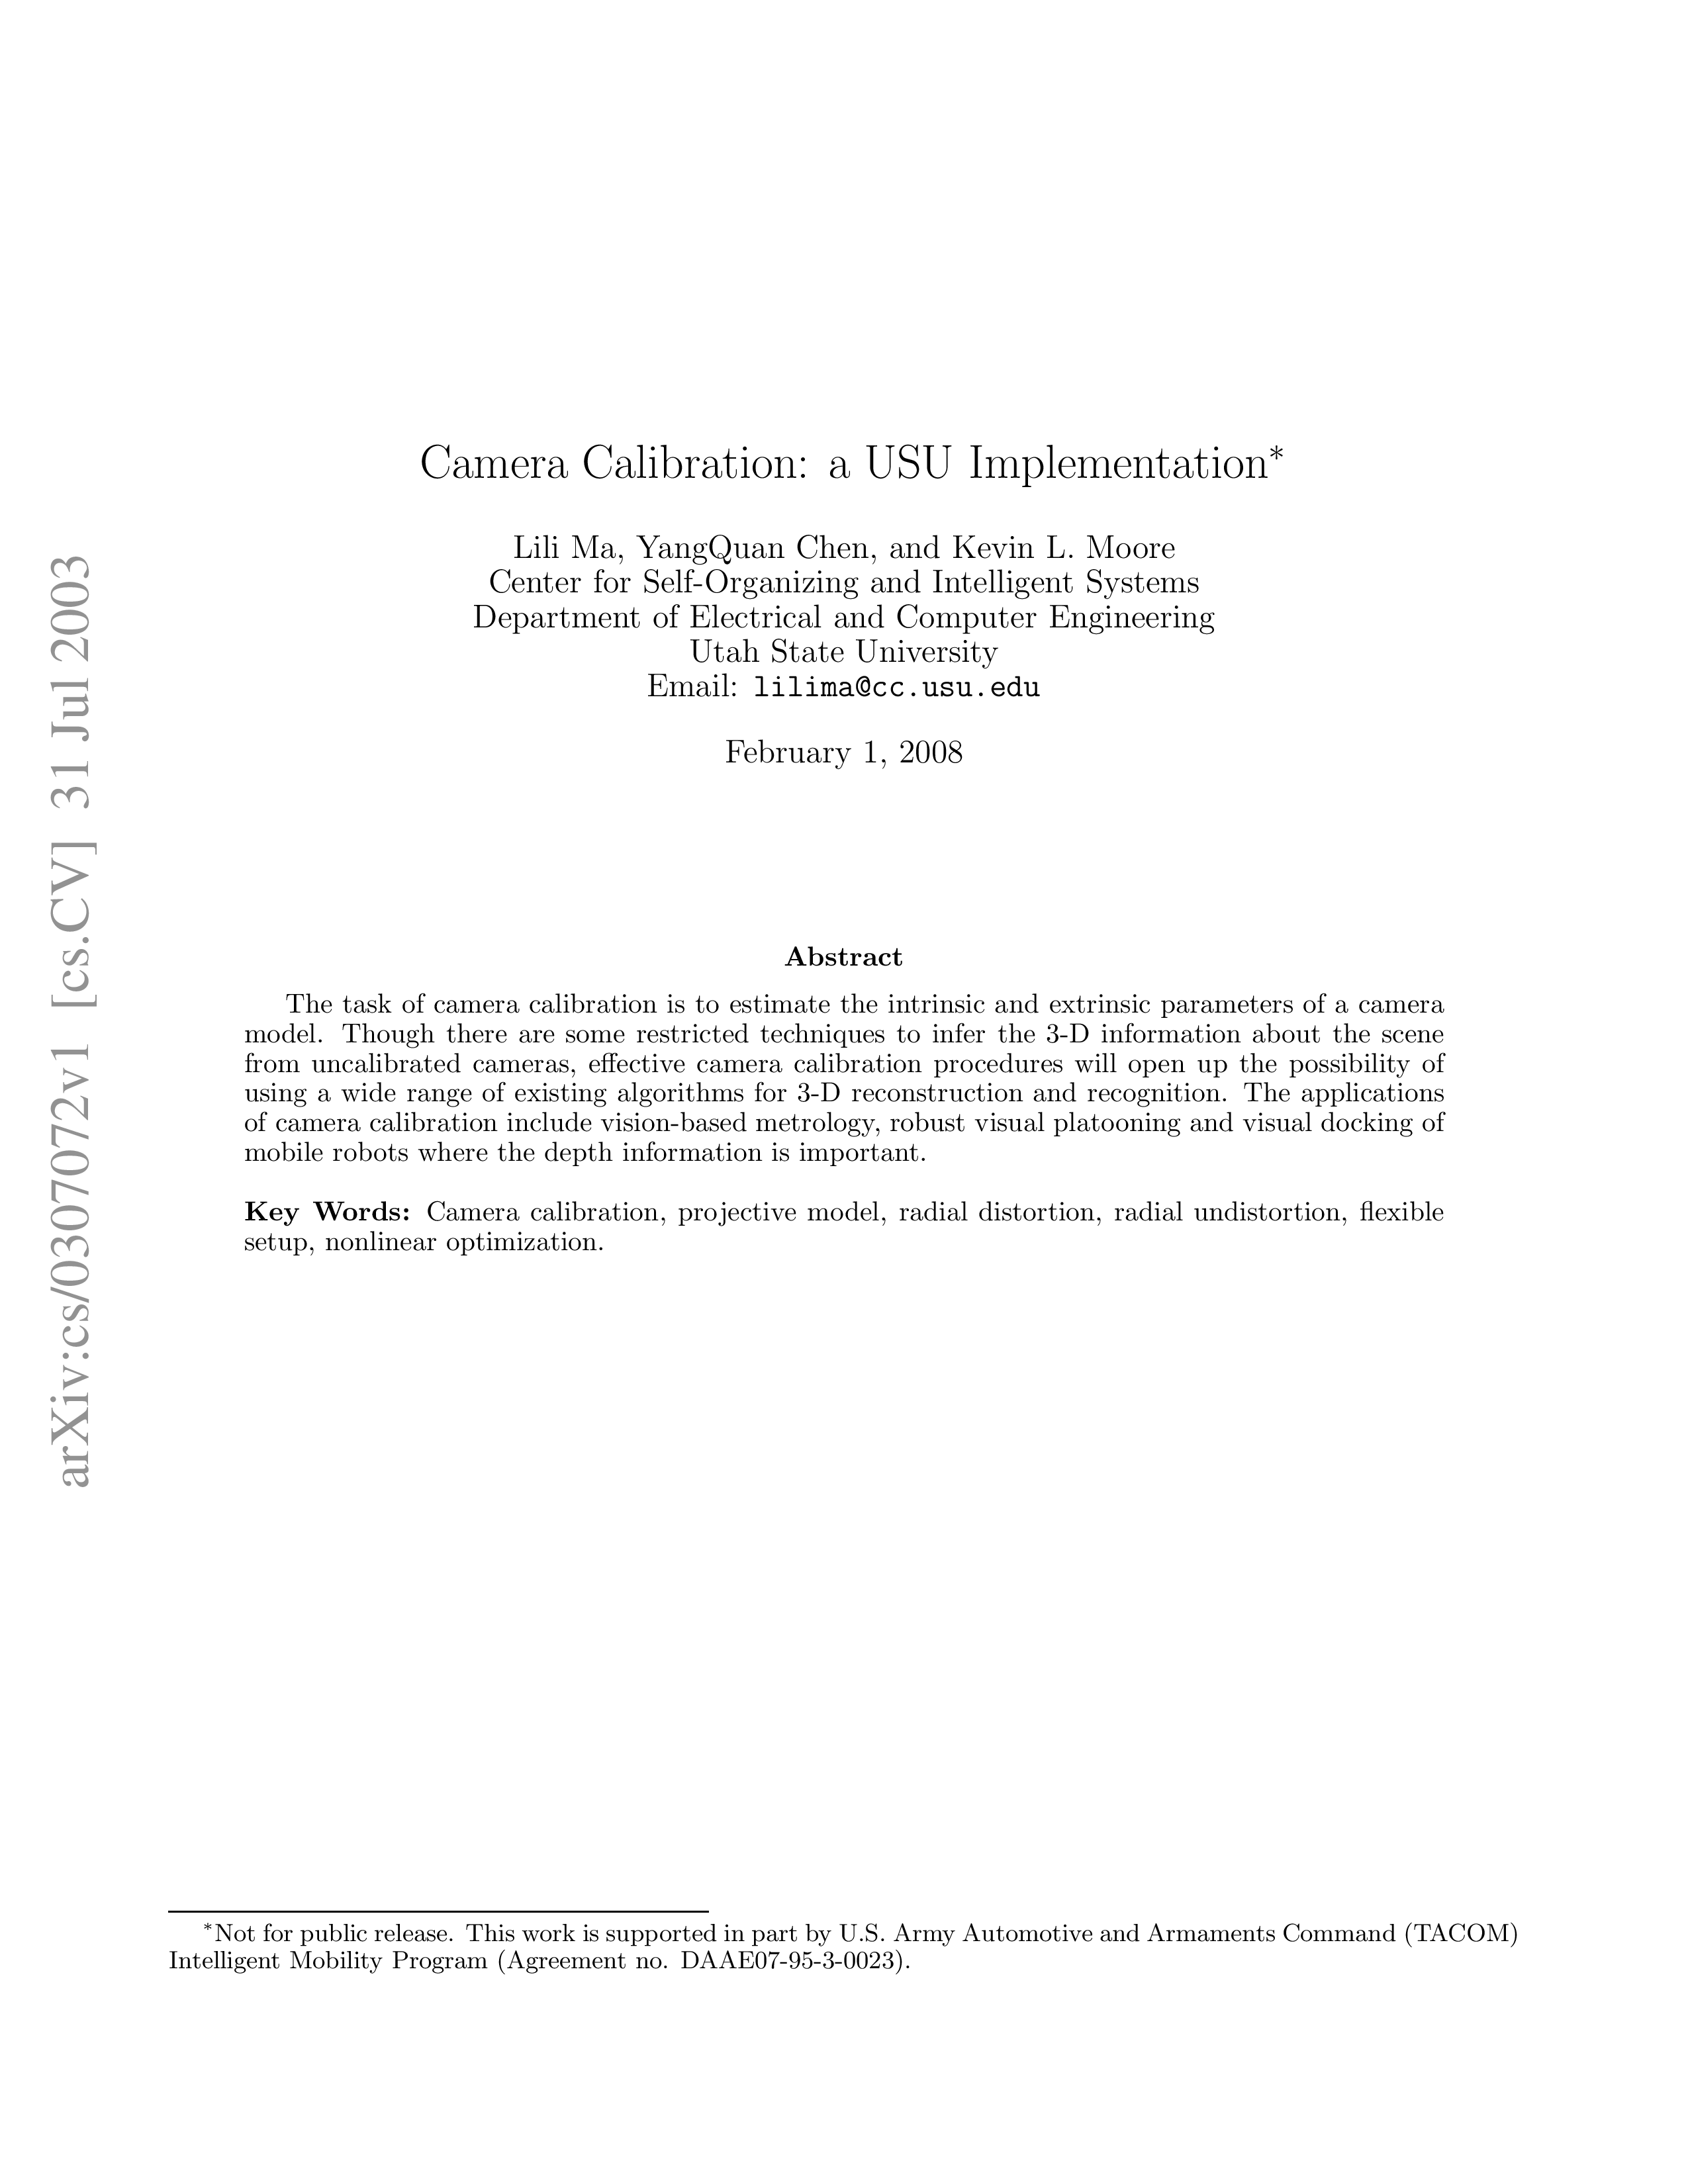 Camera Calibration: a USU Implementation*
Lili Ma, YangQuan Chen, and Kevin L. Moore
Center for Self-Organizing and Intelligent Systems
Department of Electrical and Computer Engineering
Utah State University
Email: lilima@cc.usu.edu
February 1, 2008
Abstract
The task of camera calibration is to estimate the intrinsic and extrinsic parameters of a camera
model. Though there are some restricted techniques to infer the 3-D information about the scene
from uncalibrated cameras, effective camera calibration procedures will open up the possibility of
using a wide range of existing algorithms for 3-D reconstruction and recognition. The applications
of camera calibration include vision-based metrology, robust visual platooning and visual docking of
mobile robots where the depth information is important.
Key Words: Camera calibration, projective model, radial distortion, radial undistortion, flexible
setup, nonlinear optimization.
*Not for public release. This work is supported in part by U.S. Army Automotive and Armaments Command (TACOM)
Intelligent Mobility Program (Agreement no. DAAE07-95-3-0023).
arXiv:cs/0307072v1 [cs.CV] 31 Jul 2003